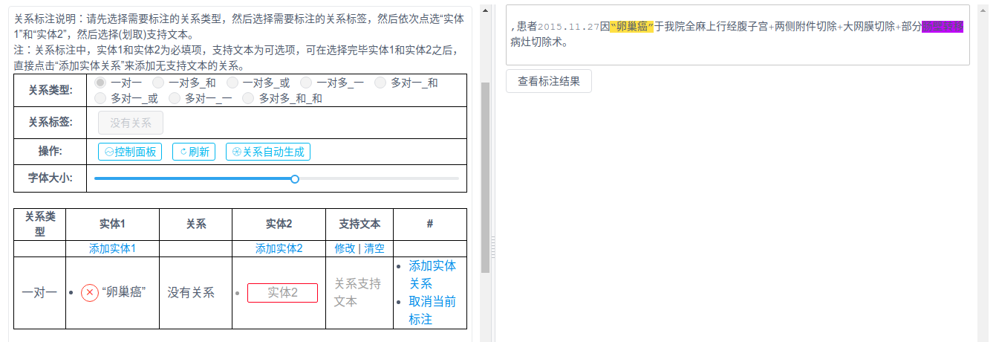 关系标注说明：请先选择需要标注的关系类型，然后选择需要标注的关系标签，然后依次点选“实体
1”和“实体2”，然后选择(划取)支持文本。
注：关系标注中，实体1和实体2为必填项，支持文本为可选项，可在选择完毕实体1和实体2之后，
直接点击“添加实体关系”来添加无支持文本的关系。
关系类型: 一对一 一对多_和 一对多_或 一对多_一 多对一_和
多对一_或 多对一_一 多对多_和_和
关系标签: 没有关系
操作: 控制面板 刷新 关系自动生成
字体大小:
关系类
型 实体1 关系 实体2 支持文本 #
添加实体1 添加实体2 修改 | 清空
一对一 “卵巢癌” 没有关系 实体2 关系支持
文本 添加实体
关系
取消当前
标注
,患者2015.11.27因“卵巢癌”于我院全麻上行经腹子宫+两侧附件切除+大网膜切除+部分
病灶切除术。
查看标注结果